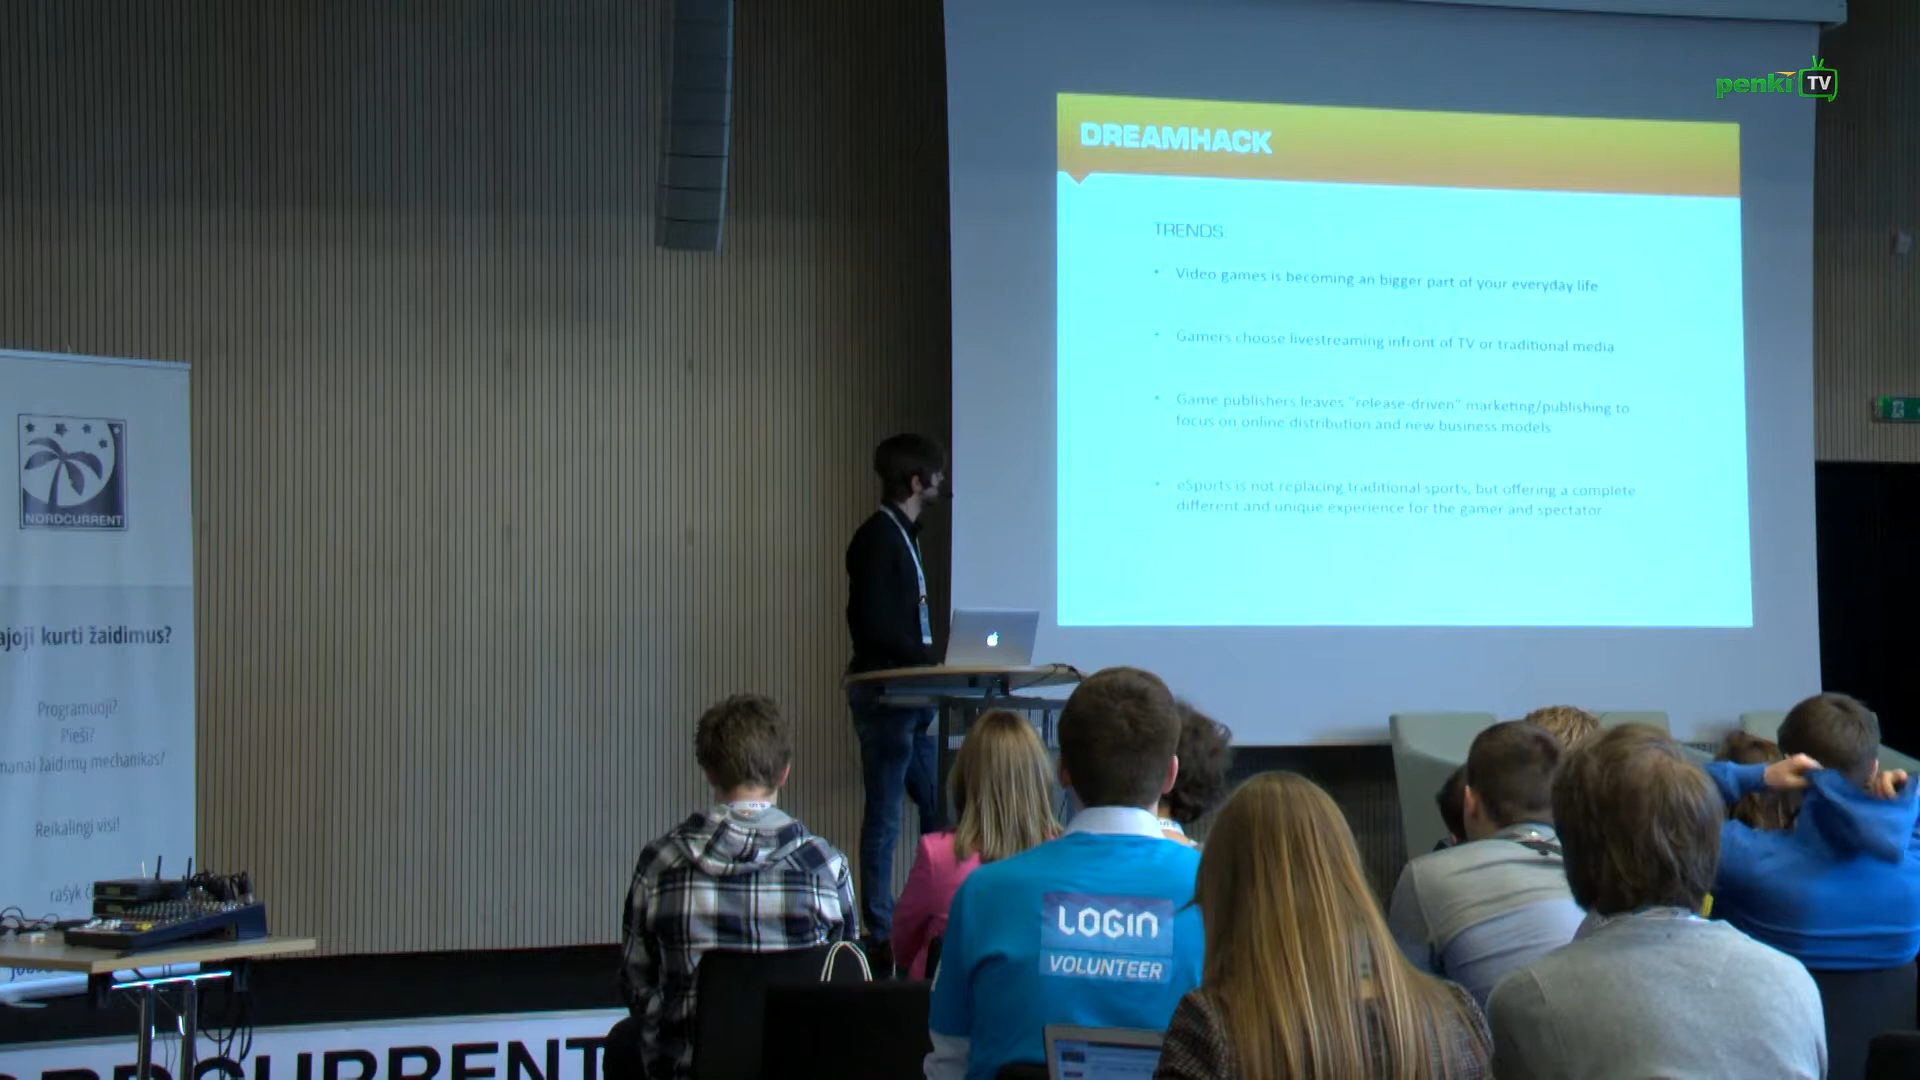 penki TV
DREAMHACK
TRENDS:
• Video games is becoming an bigger part of your everyday life
• Gamers choose livestreaming infront of TV or traditional media
• Game publishers leaves "release-driven" marketing/publishing to
focus on online distribution and new business models
• eSports is not replacing traditional sports, but offering a complete
different and unique experience for the gamer and spectator
NORDCURRENT
kurti žaidimus?
Programuoji?
Pieši?
žaidimų mechanikas?
Reikalingi visi!
rašyk
LOGIN
VOLUNTEER
RDCURRENT